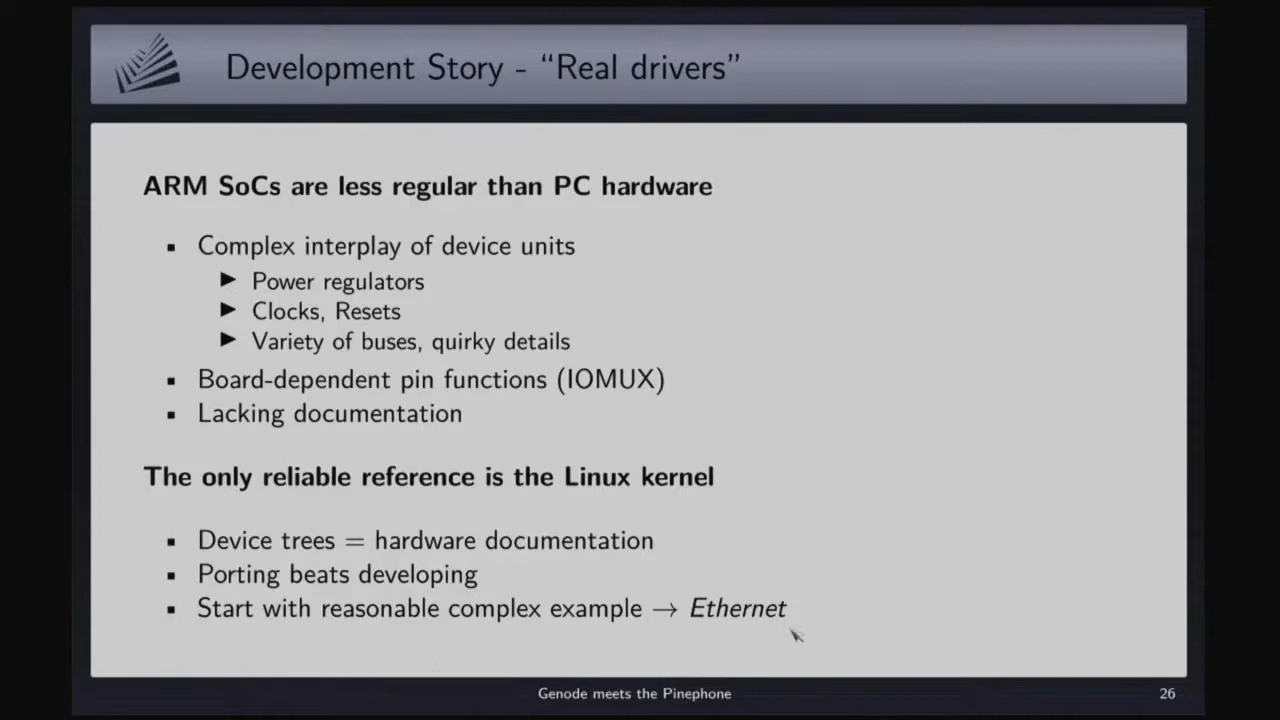 Development Story - “Real drivers”
ARM SoCs are less regular than PC hardware
▪ Complex interplay of device units
▶ Power regulators
▶ Clocks, Resets
▶ Variety of buses, quirky details
▪ Board-dependent pin functions (IOMUX)
▪ Lacking documentation
The only reliable reference is the Linux kernel
▪ Device trees = hardware documentation
▪ Porting beats developing
▪ Start with reasonable complex example → Ethernet
Genode meets the Pinephone
26